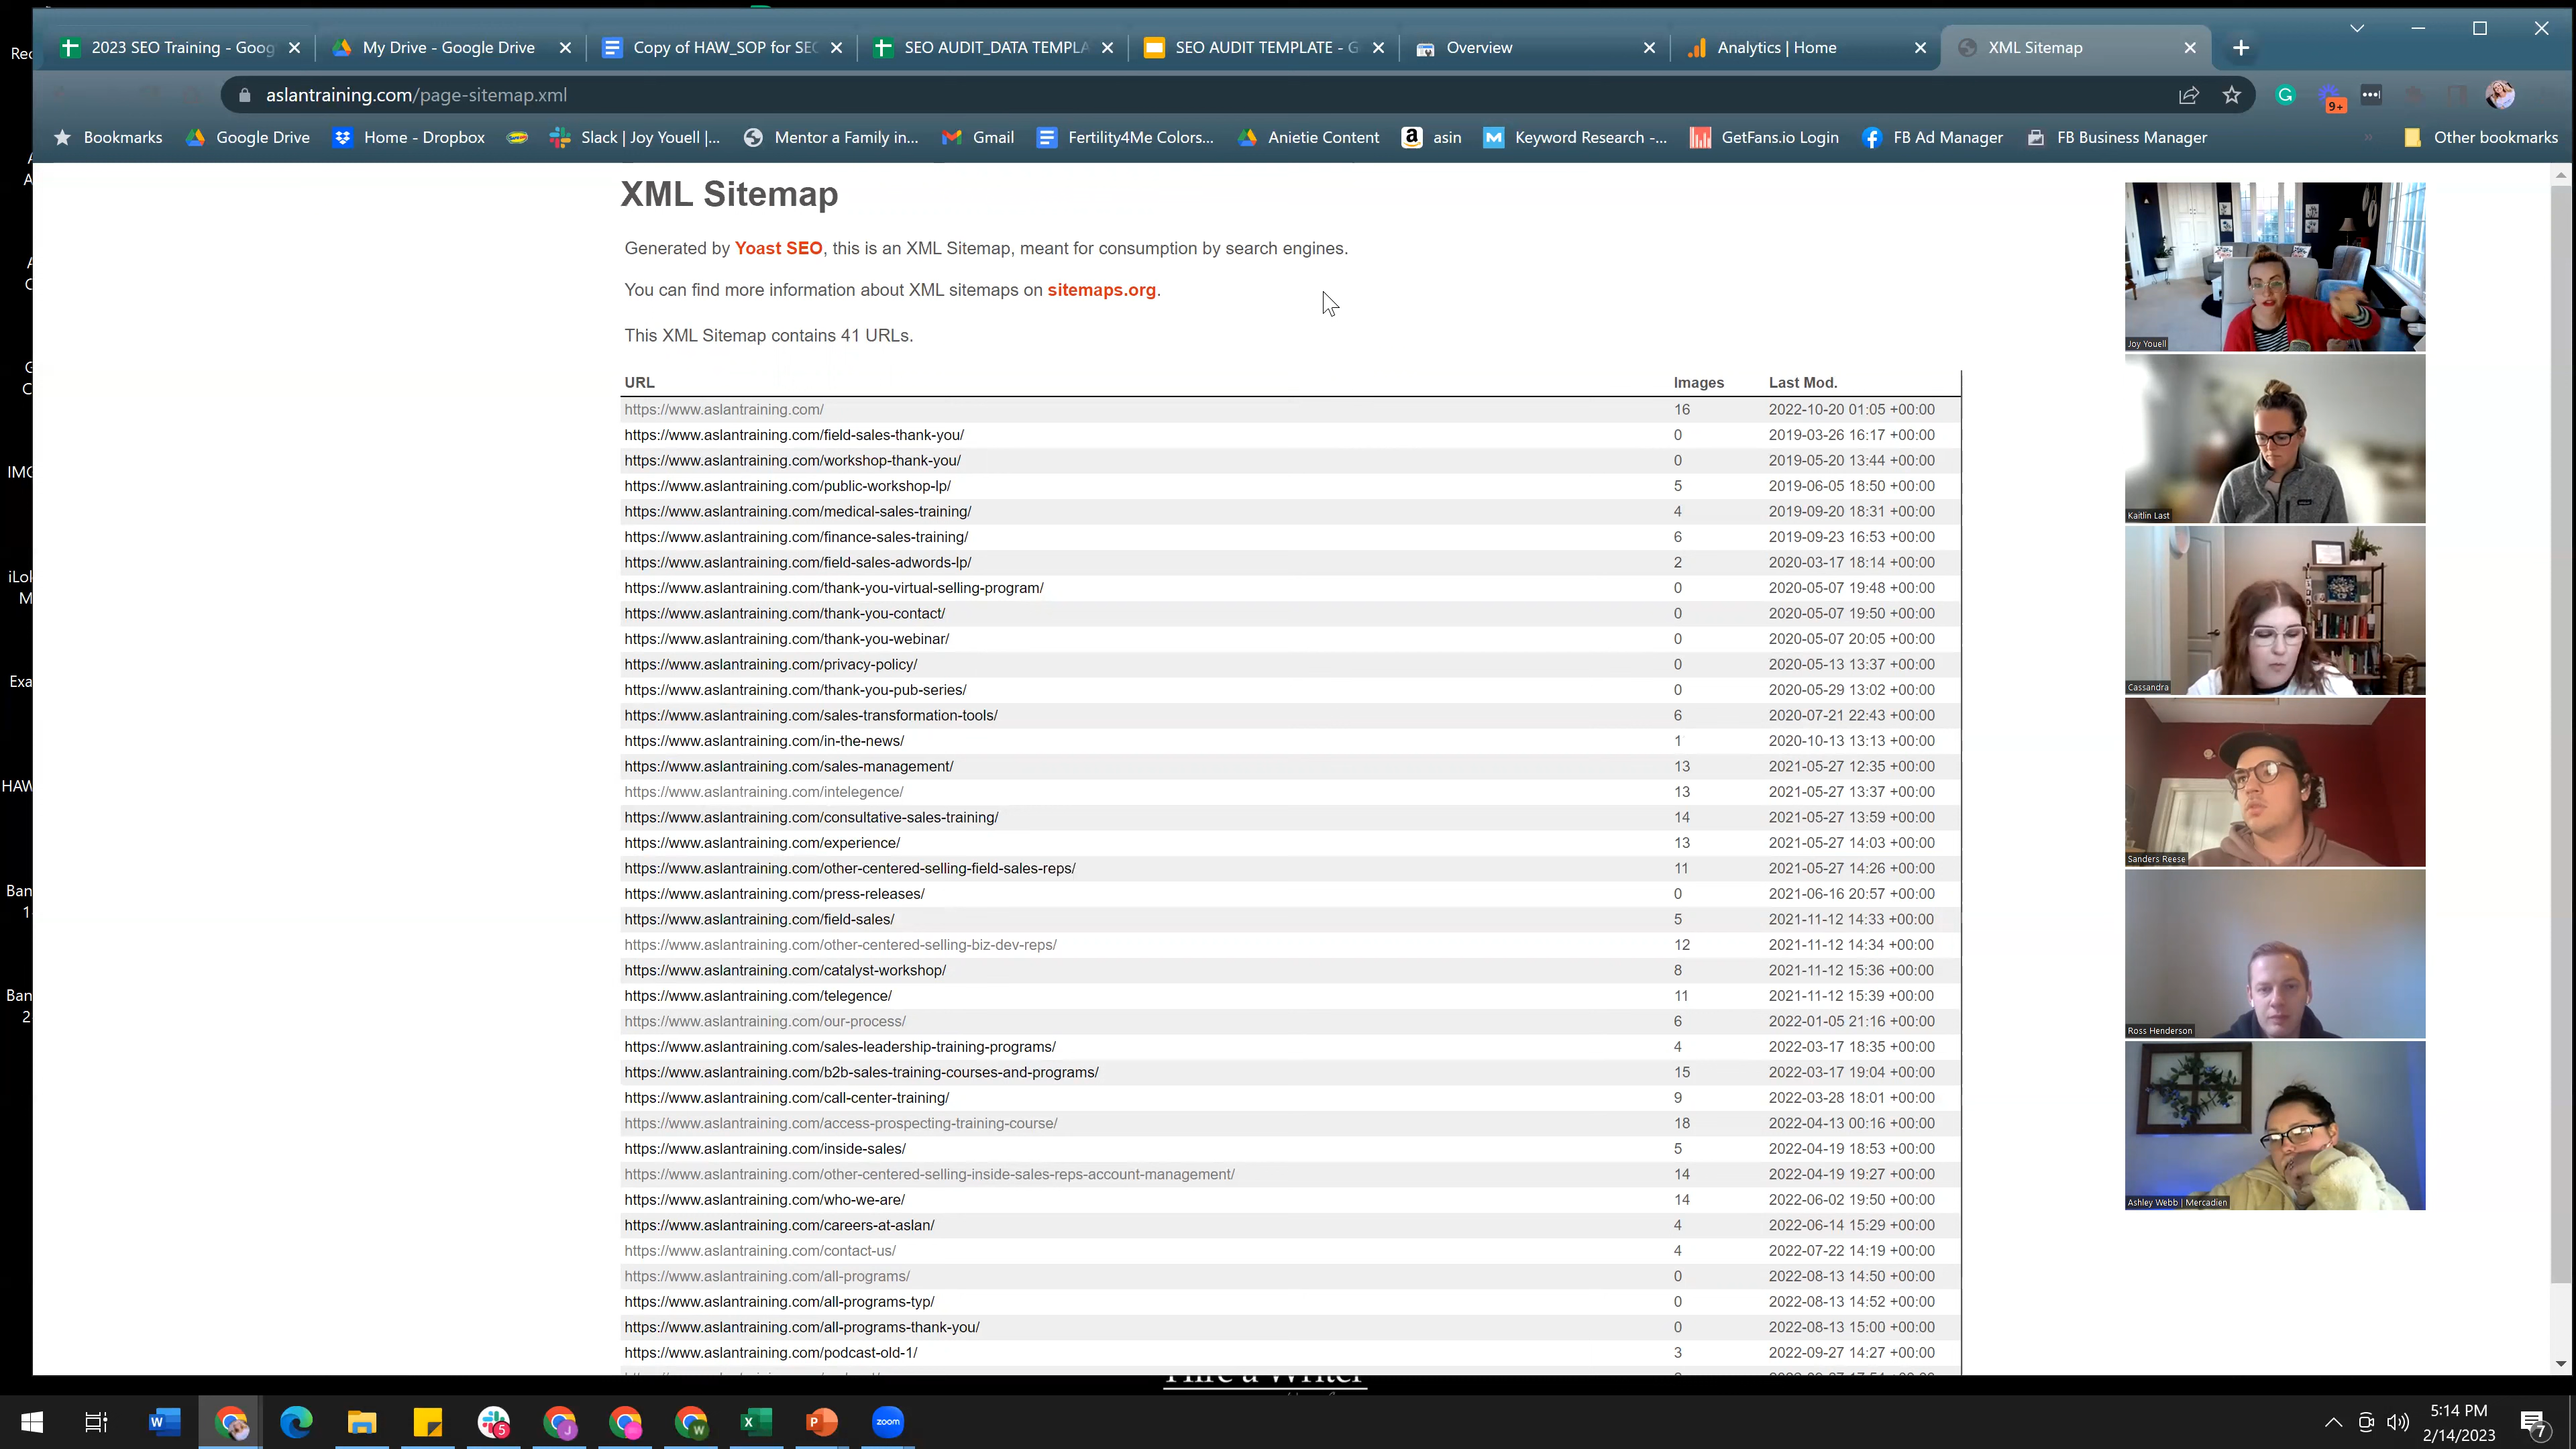 2023 SEO Training - Goog
My Drive - Google Drive
Copy of HAW_SOP for SEO
SEO AUDIT_DATA TEMPLA
SEO AUDIT TEMPLATE - G
Overview
Analytics | Home
XML Sitemap
aslantraining.com/page-sitemap.xml
9+
Bookmarks
Google Drive
Home - Dropbox
Slack | Joy Youell |...
Mentor a Family in...
Gmail
Fertility4Me Colors...
Anietie Content
asin
Keyword Research -...
GetFans.io Login
FB Ad Manager
FB Business Manager
Other bookmarks
XML Sitemap
Generated by Yoast SEO, this is an XML Sitemap, meant for consumption by search engines.
You can find more information about XML sitemaps on sitemaps.org.
This XML Sitemap contains 41 URLs.
URL Images Last Mod.
https://www.aslantraining.com/ 16 2022-10-20 01:05 +00:00
https://www.aslantraining.com/field-sales-thank-you/ 0 2019-03-26 16:17 +00:00
https://www.aslantraining.com/workshop-thank-you/ 0 2019-05-20 13:44 +00:00
https://www.aslantraining.com/public-workshop-lp/ 5 2019-06-05 18:50 +00:00
https://www.aslantraining.com/medical-sales-training/ 4 2019-09-20 18:31 +00:00
https://www.aslantraining.com/finance-sales-training/ 6 2019-09-23 16:53 +00:00
https://www.aslantraining.com/field-sales-adwords-lp/ 2 2020-03-17 18:14 +00:00
https://www.aslantraining.com/thank-you-virtual-selling-program/ 0 2020-05-07 19:48 +00:00
https://www.aslantraining.com/thank-you-contact/ 0 2020-05-07 19:50 +00:00
https://www.aslantraining.com/thank-you-webinar/ 0 2020-05-07 20:05 +00:00
https://www.aslantraining.com/privacy-policy/ 0 2020-05-13 13:37 +00:00
https://www.aslantraining.com/thank-you-pub-series/ 0 2020-05-29 13:02 +00:00
https://www.aslantraining.com/sales-transformation-tools/ 6 2020-07-21 22:43 +00:00
https://www.aslantraining.com/in-the-news/ 1 2020-10-13 13:13 +00:00
https://www.aslantraining.com/sales-management/ 13 2021-05-27 12:35 +00:00
https://www.aslantraining.com/intelegence/ 13 2021-05-27 13:37 +00:00
https://www.aslantraining.com/consultative-sales-training/ 14 2021-05-27 13:59 +00:00
https://www.aslantraining.com/experience/ 13 2021-05-27 14:03 +00:00
https://www.aslantraining.com/other-centered-selling-field-sales-reps/ 11 2021-05-27 14:26 +00:00
https://www.aslantraining.com/press-releases/ 0 2021-06-16 20:57 +00:00
https://www.aslantraining.com/field-sales/ 5 2021-11-12 14:33 +00:00
https://www.aslantraining.com/other-centered-selling-biz-dev-reps/ 12 2021-11-12 14:34 +00:00
https://www.aslantraining.com/catalyst-workshop/ 8 2021-11-12 15:36 +00:00
https://www.aslantraining.com/telegence/ 11 2021-11-12 15:39 +00:00
https://www.aslantraining.com/our-process/ 6 2022-01-05 21:16 +00:00
https://www.aslantraining.com/sales-leadership-training-programs/ 4 2022-03-17 18:35 +00:00
https://www.aslantraining.com/b2b-sales-training-courses-and-programs/ 15 2022-03-17 19:04 +00:00
https://www.aslantraining.com/call-center-training/ 9 2022-03-28 18:01 +00:00
https://www.aslantraining.com/access-prospecting-training-course/ 18 2022-04-13 00:16 +00:00
https://www.aslantraining.com/inside-sales/ 5 2022-04-19 18:53 +00:00
https://www.aslantraining.com/other-centered-selling-inside-sales-reps-account-management/ 14 2022-04-19 19:27 +00:00
https://www.aslantraining.com/who-we-are/ 14 2022-06-02 19:50 +00:00
https://www.aslantraining.com/careers-at-aslan/ 4 2022-06-14 15:29 +00:00
https://www.aslantraining.com/contact-us/ 4 2022-07-22 14:19 +00:00
https://www.aslantraining.com/all-programs/ 0 2022-08-13 14:50 +00:00
https://www.aslantraining.com/all-programs-typ/ 0 2022-08-13 14:52 +00:00
https://www.aslantraining.com/all-programs-thank-you/ 0 2022-08-13 15:00 +00:00
https://www.aslantraining.com/podcast-old-1/ 3 2022-09-27 14:27 +00:00
Joy Youell
Kaitlin Last
Cassandra
Sanders Reese
Ross Henderson
Ashley Webb | Mercadien
Rec
IMG
iLok
M
Exa
HAW
Ban
1
Ban
2
Hire a Writer
5
zoom
5:14 PM
2/14/2023
7